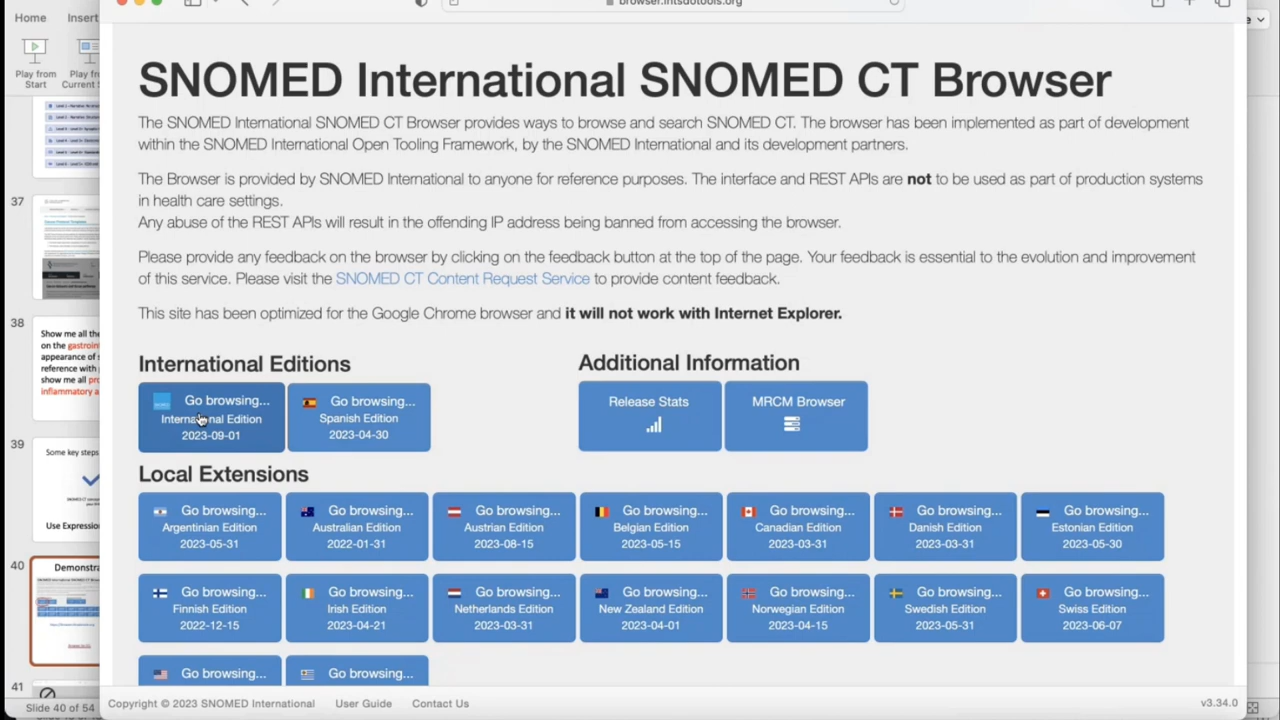 Home Insert
browser.ihtsdotools.org
Play from
Start
Play fr
Current S
37
38
Show me all the
on the gastroin
appearance of s
reference with
show me all pr
inflammatory a
39
Some key steps
Use Expression
40
Demonstra
41
Slide 40 of 54
SNOMED International SNOMED CT Browser
The SNOMED International SNOMED CT Browser provides ways to browse and search SNOMED CT. The browser has been implemented as part of development
within the SNOMED International Open Tooling Framework, by the SNOMED International and its development partners.
The Browser is provided by SNOMED International to anyone for reference purposes. The interface and REST APIs are not to be used as part of production systems
in health care settings.
Any abuse of the REST APIs will result in the offending IP address being banned from accessing the browser.
Please provide any feedback on the browser by clicking on the feedback button at the top of the page. Your feedback is essential to the evolution and improvement
of this service. Please visit the SNOMED CT Content Request Service to provide content feedback.
This site has been optimized for the Google Chrome browser and it will not work with Internet Explorer.
International Editions
Go browsing...
International Edition
2023-09-01
Go browsing...
Spanish Edition
2023-04-30
Additional Information
Release Stats
MRCM Browser
Local Extensions
Go browsing...
Argentinian Edition
2023-05-31
Go browsing...
Australian Edition
2022-01-31
Go browsing...
Austrian Edition
2023-08-15
Go browsing...
Belgian Edition
2023-05-15
Go browsing...
Canadian Edition
2023-03-31
Go browsing...
Danish Edition
2023-03-31
Go browsing...
Estonian Edition
2023-05-30
Go browsing...
Finnish Edition
2022-12-15
Go browsing...
Irish Edition
2023-04-21
Go browsing...
Netherlands Edition
2023-03-31
Go browsing...
New Zealand Edition
2023-04-01
Go browsing...
Norwegian Edition
2023-04-15
Go browsing...
Swedish Edition
2023-05-31
Go browsing...
Swiss Edition
2023-06-07
Go browsing...
Go browsing...
Copyright © 2023 SNOMED International User Guide Contact Us
v3.34.0